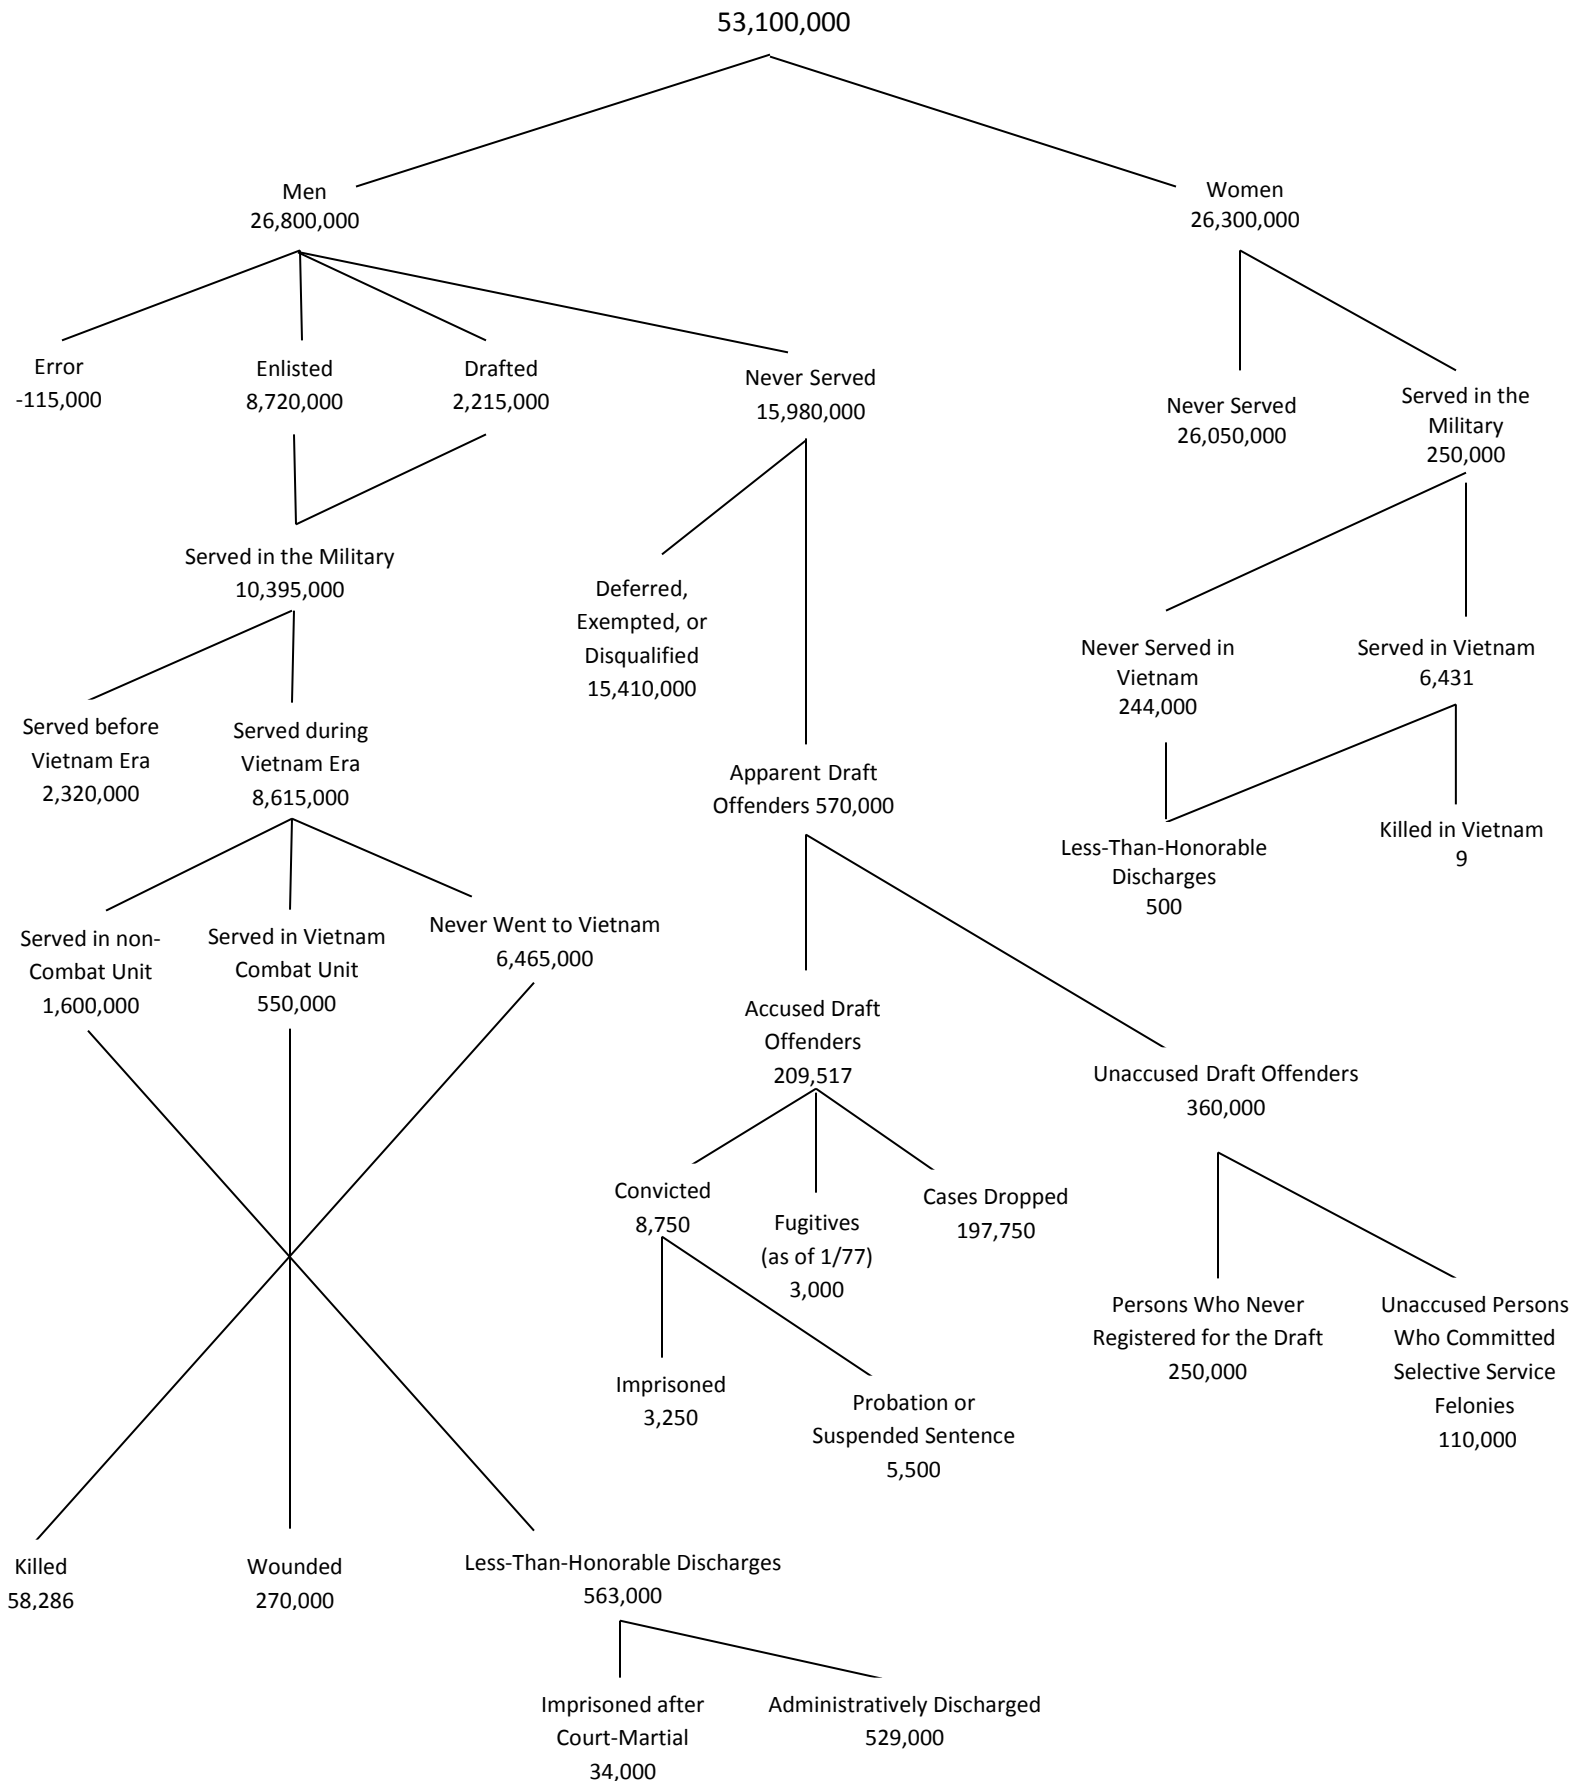 53,100,000
Men
26,800,000
Women
26,300,000
Error
-115,000
Enlisted
8,720,000
Drafted
2,215,000
Never Served
15,980,000
Never Served
26,050,000
Served in the
Military
250,000
Served in the Military
10,395,000
Deferred,
Exempted, or
Disqualified
15,410,000
Never Served in
Vietnam
244,000
Served in Vietnam
6,431
Served before
Vietnam Era
2,320,000
Served during
Vietnam Era
8,615,000
Apparent Draft
Offenders 570,000
Less-Than-Honorable
Discharges
500
Killed in Vietnam
9
Served in non-
Combat Unit
1,600,000
Served in Vietnam
Combat Unit
550,000
Never Went to Vietnam
6,465,000
Accused Draft
Offenders
209,517
Unaccused Draft Offenders
360,000
Convicted
8,750
Fugitives
(as of 1/77)
3,000
Cases Dropped
197,750
Persons Who Never
Registered for the Draft
250,000
Unaccused Persons
Who Committed
Selective Service
Felonies
110,000
Imprisoned
3,250
Probation or
Suspended Sentence
5,500
Killed
58,286
Wounded
270,000
Less-Than-Honorable Discharges
563,000
Imprisoned after
Court-Martial
34,000
Administratively Discharged
529,000